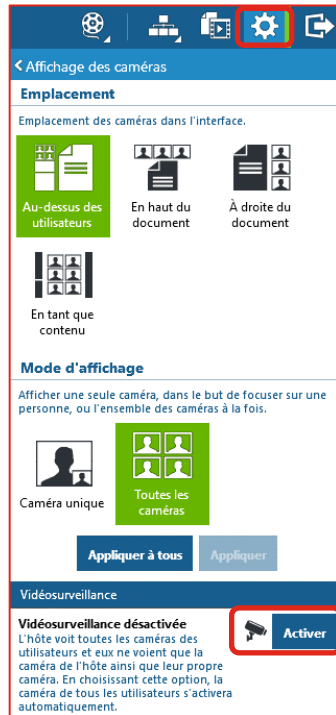 Affichage des caméras
Emplacement
Emplacement des caméras dans l'interface.
Au-dessus des
utilisateurs
En haut du
document
À droite du
document
En tant que
contenu
Mode d'affichage
Afficher une seule caméra, dans le but de focuser sur une
personne, ou l'ensemble des caméras à la fois.
Caméra unique
Toutes les
caméras
Appliquer à tous
Appliquer
Vidéosurveillance
Vidéosurveillance désactivée
L'hôte voit toutes les caméras des
utilisateurs et eux ne voient que la
caméra de l'hôte ainsi que leur propre
caméra. En choisissant cette option, la
caméra de tous les utilisateurs s'activera
automatiquement.
Activer